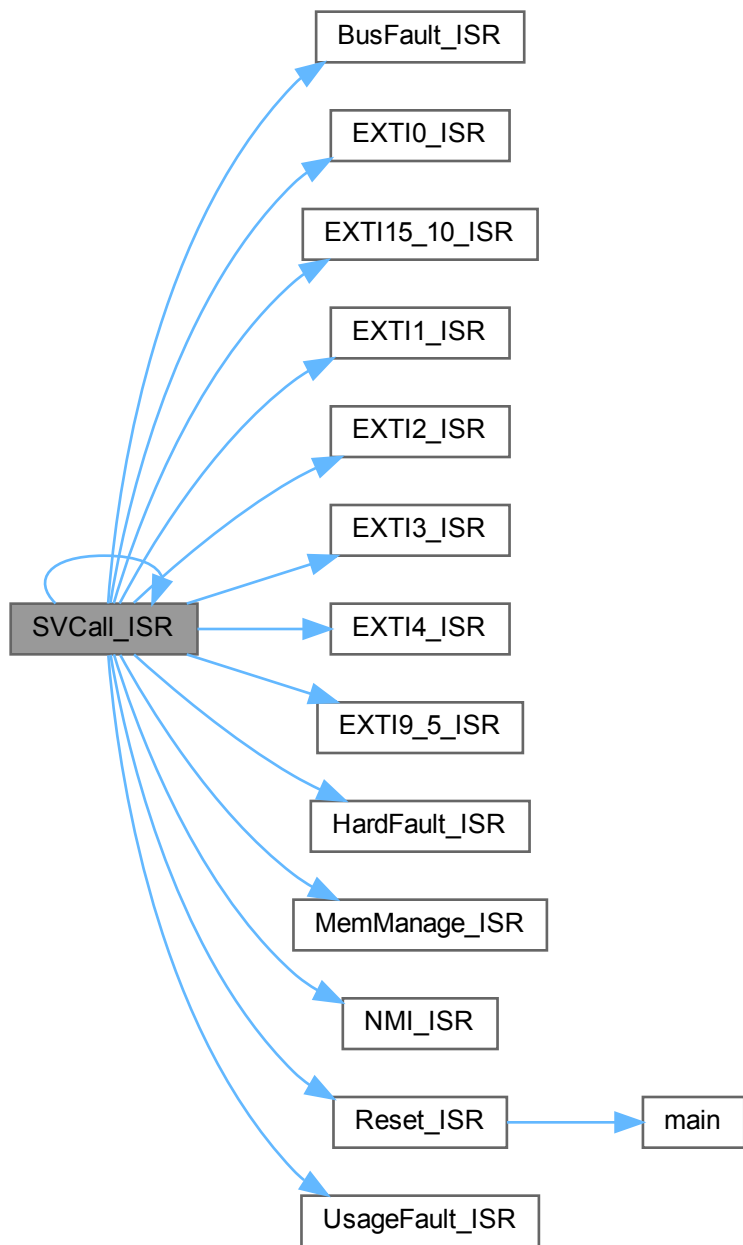 BusFault_ISR
EXTI0_ISR
EXTI15_10_ISR
EXTI1_ISR
EXTI2_ISR
EXTI3_ISR
SVCall_ISR
EXTI4_ISR
EXTI9_5_ISR
HardFault_ISR
MemManage_ISR
NMI_ISR
Reset_ISR
main
UsageFault_ISR